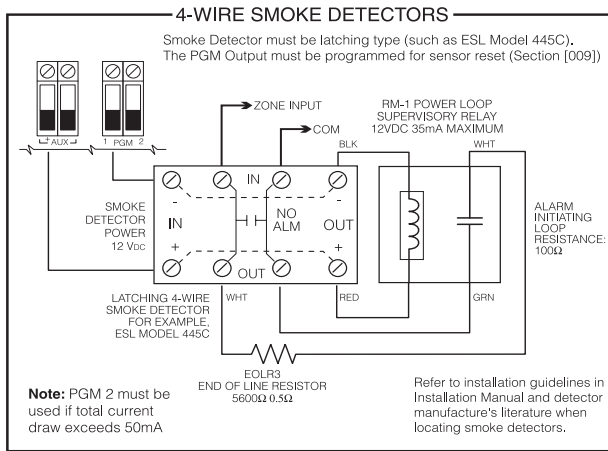 4-WIRE SMOKE DETECTORS
Smoke Detector must be latching type (such as ESL Model 445C).
The PGM Output must be programmed for sensor reset (Section [009])
+ AUX -
1 PGM 2
ZONE INPUT
COM
RM-1 POWER LOOP
SUPERVISORY RELAY
12VDC 35mA MAXIMUM
BLK
WHT
SMOKE
DETECTOR
POWER
12 VDC
IN
-
-
IN
NO
ALM
OUT
+
+
OUT
ALARM
INITIATING
LOOP
RESISTANCE:
100Ω
LATCHING 4-WIRE
SMOKE DETECTOR
FOR EXAMPLE,
ESL MODEL 445C
WHT
RED
GRN
EOLR3
END OF LINE RESISTOR
5600Ω 0.5Ω
Note: PGM 2 must be
used if total current
draw exceeds 50mA
Refer to installation guidelines in
Installation Manual and detector
manufacture's literature when
locating smoke detectors.